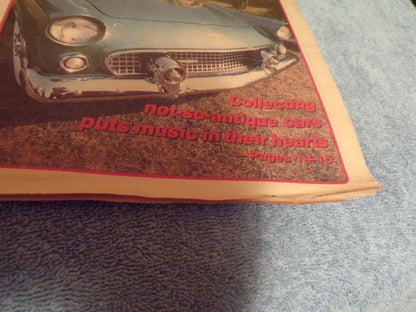 Collecting
not-so-antique cars
puts music in their hearts
—Pages 14-15